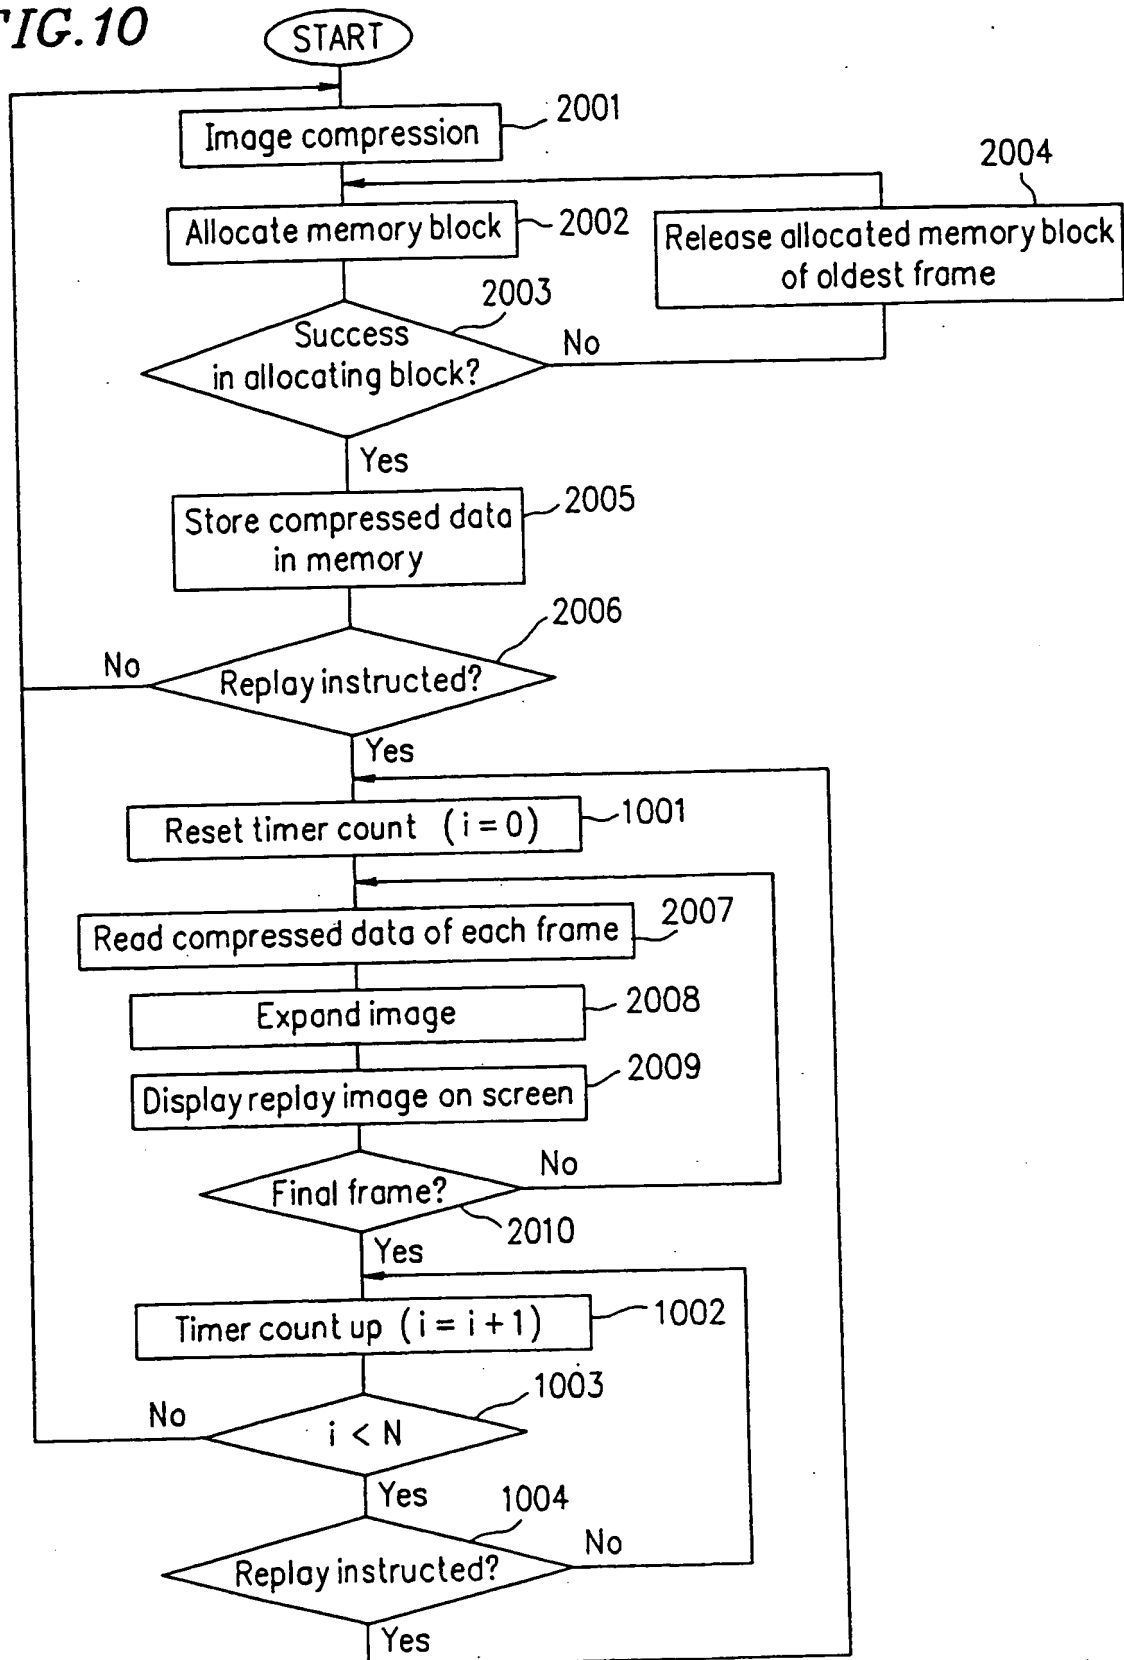 FIG.10
START
Image compression
2001
2004
Allocate memory block
2002
Release allocated memory block
of oldest frame
2003
Success
in allocating block?
No
Yes
Store compressed data
in memory
2005
2006
No
Replay instructed?
Yes
Reset timer count (i = 0)
1001
Read compressed data of each frame
2007
Expand image
2008
Display replay image on screen
2009
Final frame?
No
2010
Yes
Timer count up (i = i + 1)
1002
1003
No
i < N
Yes
1004
Replay instructed?
No
Yes